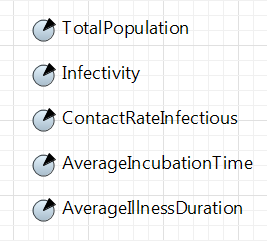 TotalPopulation
Infectivity
ContactRateInfectious
AverageIncubationTime
AverageIllnessDuration